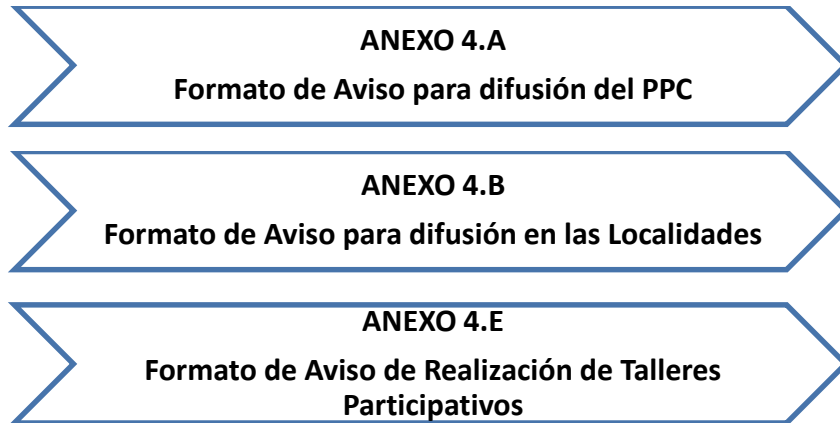 ANEXO 4.A
Formato de Aviso para difusión del PPC
ANEXO 4.B
Formato de Aviso para difusión en las Localidades
ANEXO 4.E
Formato de Aviso de Realización de Talleres
Participativos